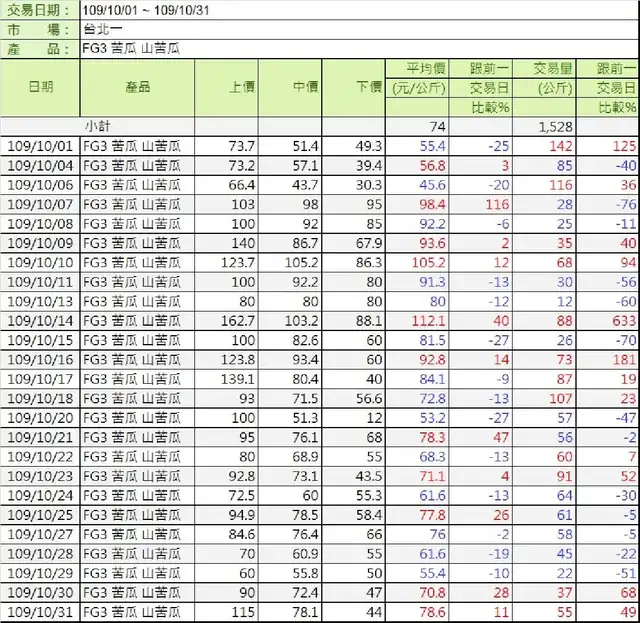 交易日期： 109/10/01 ~ 109/10/31
市　　場： 台北一
產　　品： FG3 苦瓜 山苦瓜
日期 產品 上價 中價 下價 平均價 (元/公斤) 跟前一 交易日 比較% 交易量 (公斤) 跟前一 交易日 比較%
小計 74 1,528
109/10/01 FG3 苦瓜 山苦瓜 73.7 51.4 49.3 55.4 -25 142 125
109/10/04 FG3 苦瓜 山苦瓜 73.2 57.1 39.4 56.8 3 85 -40
109/10/06 FG3 苦瓜 山苦瓜 66.4 43.7 30.3 45.6 -20 116 36
109/10/07 FG3 苦瓜 山苦瓜 103 98 95 98.4 116 28 -76
109/10/08 FG3 苦瓜 山苦瓜 100 92 85 92.2 -6 25 -11
109/10/09 FG3 苦瓜 山苦瓜 140 86.7 67.9 93.6 2 35 40
109/10/10 FG3 苦瓜 山苦瓜 123.7 105.2 86.3 105.2 12 68 94
109/10/11 FG3 苦瓜 山苦瓜 100 92.2 80 91.3 -13 30 -56
109/10/13 FG3 苦瓜 山苦瓜 80 80 80 80 -12 12 -60
109/10/14 FG3 苦瓜 山苦瓜 162.7 103.2 88.1 112.1 40 88 633
109/10/15 FG3 苦瓜 山苦瓜 100 82.6 60 81.5 -27 26 -70
109/10/16 FG3 苦瓜 山苦瓜 123.8 93.4 60 92.8 14 73 181
109/10/17 FG3 苦瓜 山苦瓜 139.1 80.4 40 84.1 -9 87 19
109/10/18 FG3 苦瓜 山苦瓜 93 71.5 56.6 72.8 -13 107 23
109/10/20 FG3 苦瓜 山苦瓜 100 51.3 12 53.2 -27 57 -47
109/10/21 FG3 苦瓜 山苦瓜 95 76.1 68 78.3 47 56 -2
109/10/22 FG3 苦瓜 山苦瓜 80 68.9 55 68.3 -13 60 7
109/10/23 FG3 苦瓜 山苦瓜 92.8 73.1 43.5 71.1 4 91 52
109/10/24 FG3 苦瓜 山苦瓜 72.5 60 55.3 61.6 -13 64 -30
109/10/25 FG3 苦瓜 山苦瓜 94.9 78.5 58.4 77.8 26 61 -5
109/10/27 FG3 苦瓜 山苦瓜 84.6 76.4 66 76 -2 58 -5
109/10/28 FG3 苦瓜 山苦瓜 70 60.9 55 61.6 -19 45 -22
109/10/29 FG3 苦瓜 山苦瓜 60 55.8 50 55.4 -10 22 -51
109/10/30 FG3 苦瓜 山苦瓜 90 72.4 47 70.8 28 37 68
109/10/31 FG3 苦瓜 山苦瓜 115 78.1 44 78.6 11 55 49